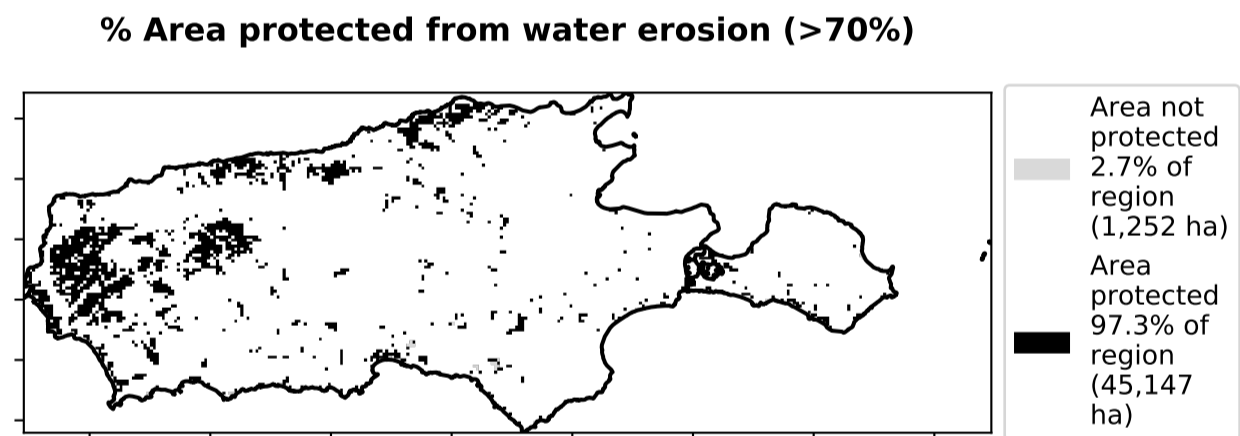 % Area protected from water erosion (>70%)
Area not
protected
2.7% of
region
(1,252 ha)
Area
protected
97.3% of
region
(45,147
ha)